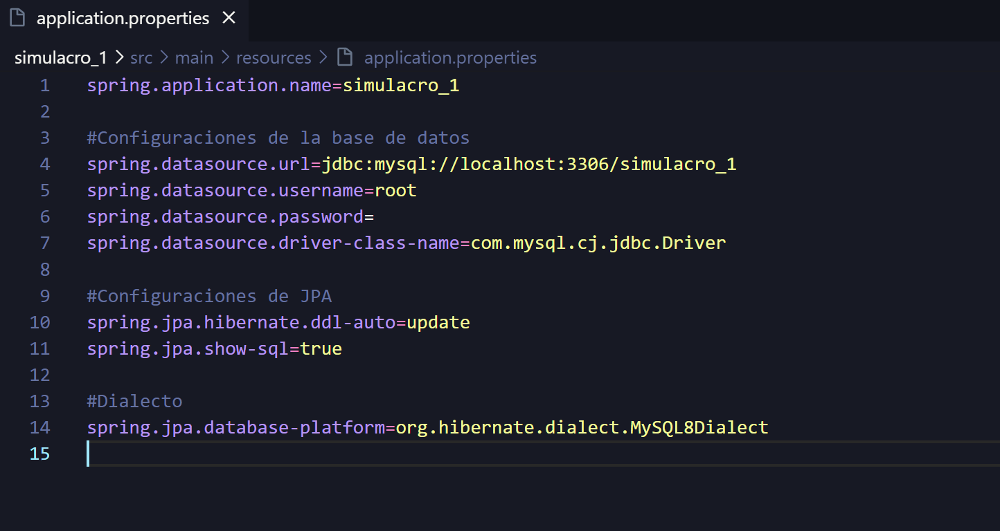 application.properties
simulacro_1 > src > main > resources > application.properties
1 spring.application.name=simulacro_1
2
3 #Configuraciones de la base de datos
4 spring.datasource.url=jdbc:mysql://localhost:3306/simulacro_1
5 spring.datasource.username=root
6 spring.datasource.password=
7 spring.datasource.driver-class-name=com.mysql.cj.jdbc.Driver
8
9 #Configuraciones de JPA
10 spring.jpa.hibernate.ddl-auto=update
11 spring.jpa.show-sql=true
12
13 #Dialecto
14 spring.jpa.database-platform=org.hibernate.dialect.MySQL8Dialect
15